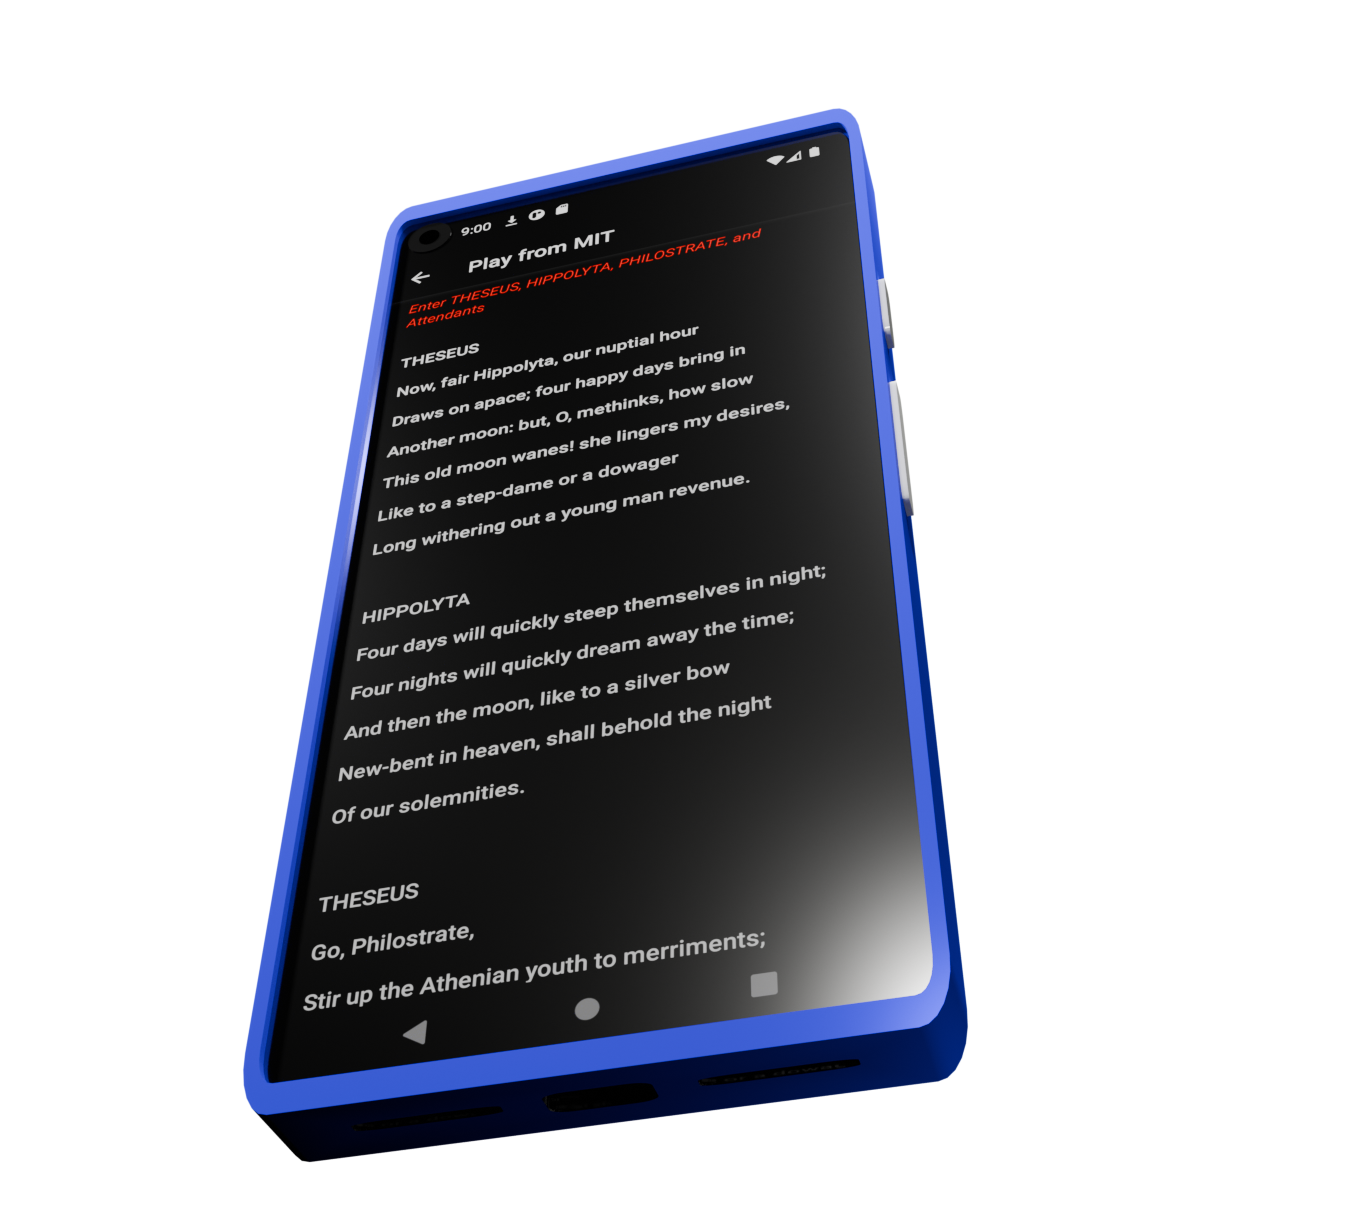 9:00
Play from MIT
Enter THESEUS, HIPPOLYTA, PHILOSTRATE, and
Attendants
THESEUS
Now, fair Hippolyta, our nuptial hour
Draws on apace; four happy days bring in
Another moon: but, O, methinks, how slow
This old moon wanes! she lingers my desires,
Like to a step-dame or a dowager
Long withering out a young man revenue.
HIPPOLYTA
Four days will quickly steep themselves in night;
Four nights will quickly dream away the time;
And then the moon, like to a silver bow
New-bent in heaven, shall behold the night
Of our solemnities.
THESEUS
Go, Philostrate,
Stir up the Athenian youth to merriments;